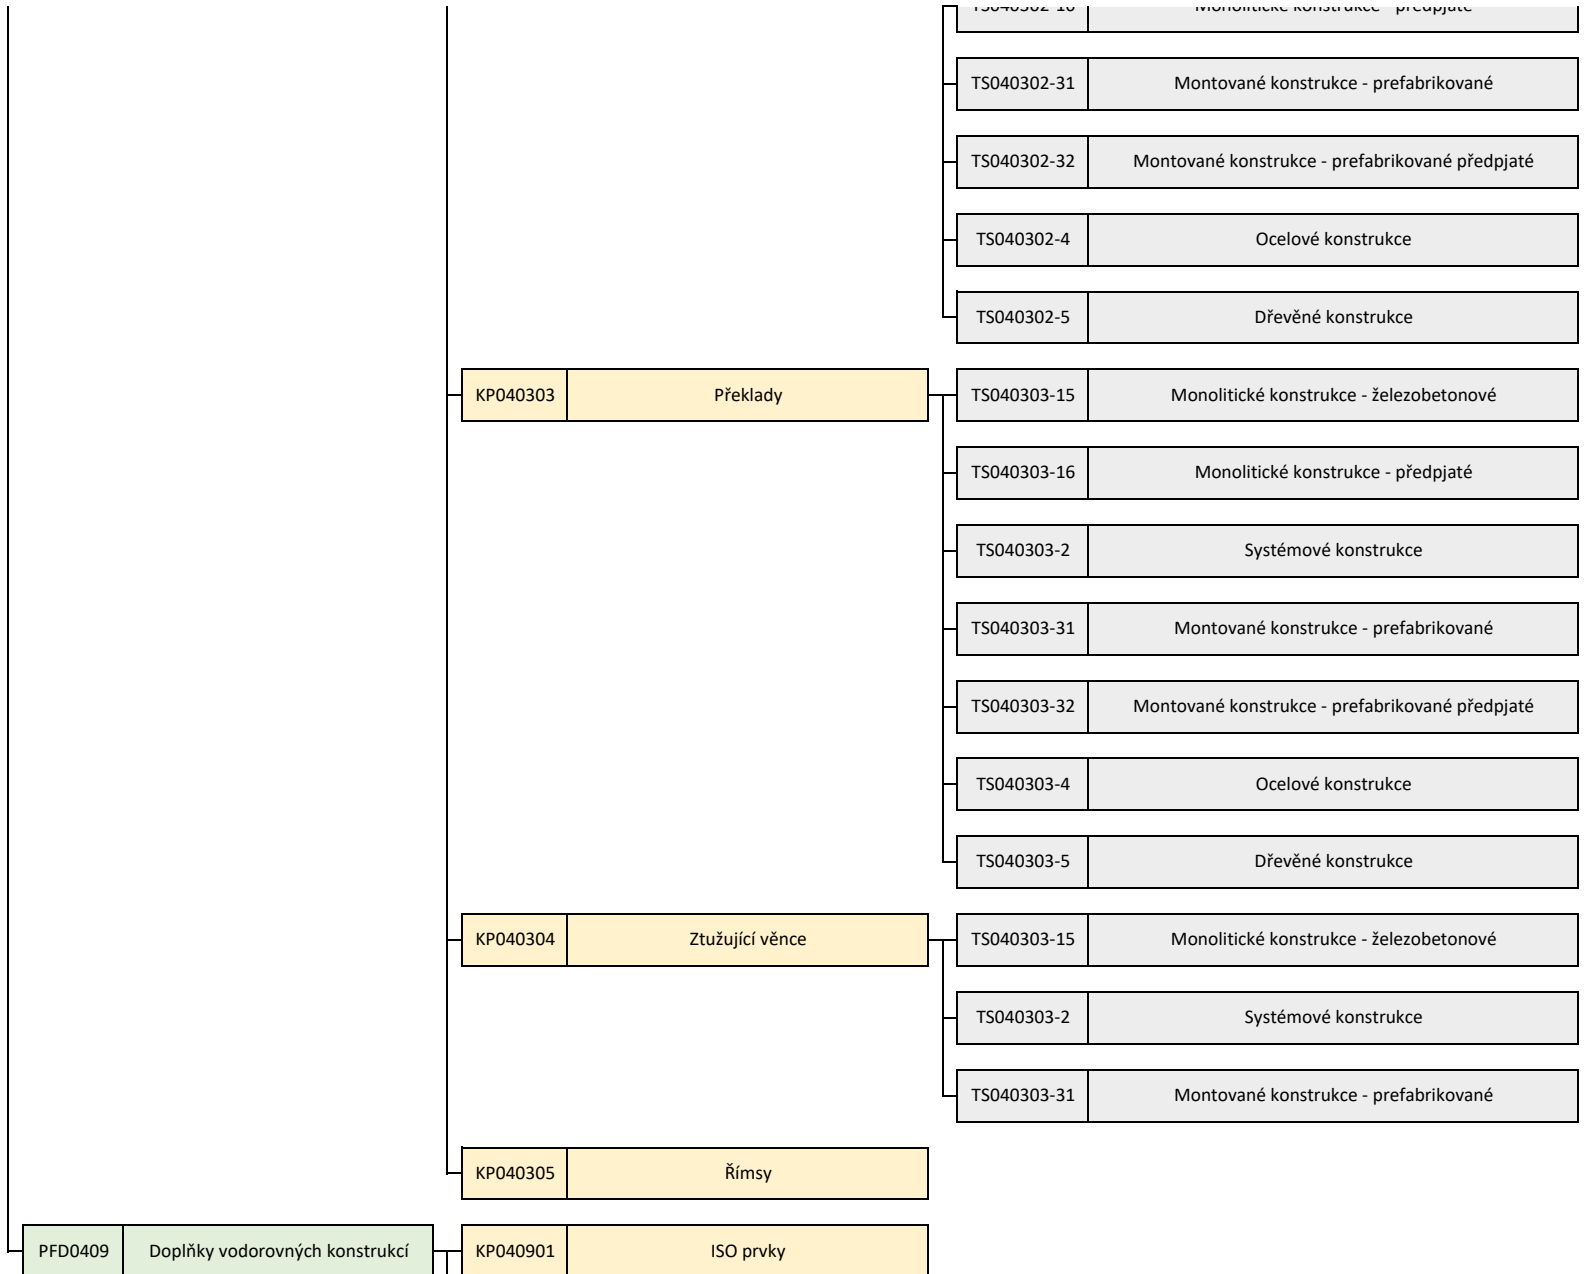 TS040302-31 Montované konstrukce - prefabrikované
TS040302-32 Montované konstrukce - prefabrikované předpjaté
TS040302-4 Ocelové konstrukce
TS040302-5 Dřevěné konstrukce
KP040303 Překlady TS040303-15 Monolitické konstrukce - železobetonové
TS040303-16 Monolitické konstrukce - předpjaté
TS040303-2 Systémové konstrukce
TS040303-31 Montované konstrukce - prefabrikované
TS040303-32 Montované konstrukce - prefabrikované předpjaté
TS040303-4 Ocelové konstrukce
TS040303-5 Dřevěné konstrukce
KP040304 Ztužující věnce TS040303-15 Monolitické konstrukce - železobetonové
TS040303-2 Systémové konstrukce
TS040303-31 Montované konstrukce - prefabrikované
KP040305 Římsy
PFD0409 Doplňky vodorovných konstrukcí KP040901 ISO prvky